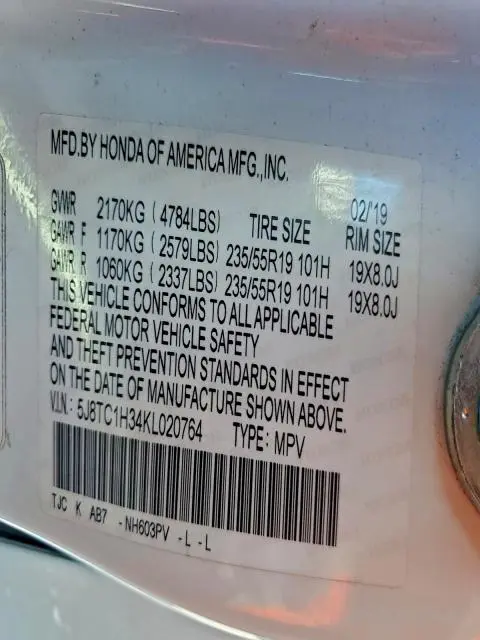 MFD.BY HONDA OF AMERICA MFG.,INC.
02/'19
GVWR 2170KG ( 4784LBS) TIRE SIZE RIM SIZE
GAWR F 1170KG ( 2579LBS) 235/55R19 101H 19X8.0J
GAWR R 1060KG ( 2337LBS) 235/55R19 101H 19X8.0J
THIS VEHICLE CONFORMS TO ALL APPLICABLE
FEDERAL MOTOR VEHICLE SAFETY
AND THEFT PREVENTION STANDARDS IN EFFECT
ON THE DATE OF MANUFACTURE SHOWN ABOVE.
V.I.N.: 5J8TC1H34KL020764 TYPE: MPV
TJC K AB7 -NH603PV -L -L